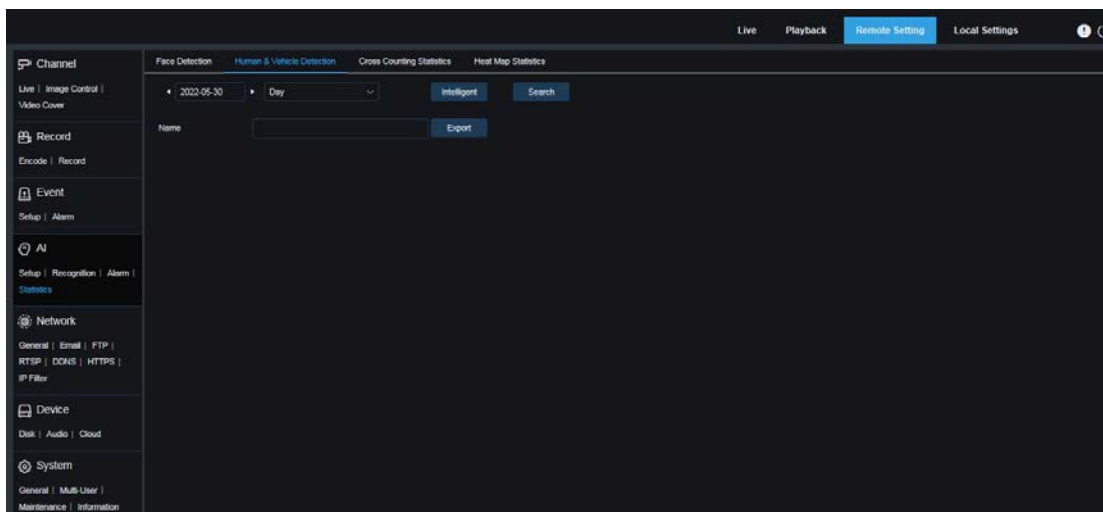 Live Playback Remote Setting Local Settings
Channel
Live | Image Control |
Video Cover
Record
Encode | Record
Event
Setup | Alarm
AI
Setup | Recognition | Alarm |
Statistics
Network
General | Email | FTP |
RTSP | DDNS | HTTPS |
IP Filter
Device
Disk | Audio | Cloud
System
General | Multi-User |
Maintenance | Information
Face Detection Human & Vehicle Detection Cross Counting Statistics Heat Map Statistics
2022-05-30 Day Intelligent Search
Name Export